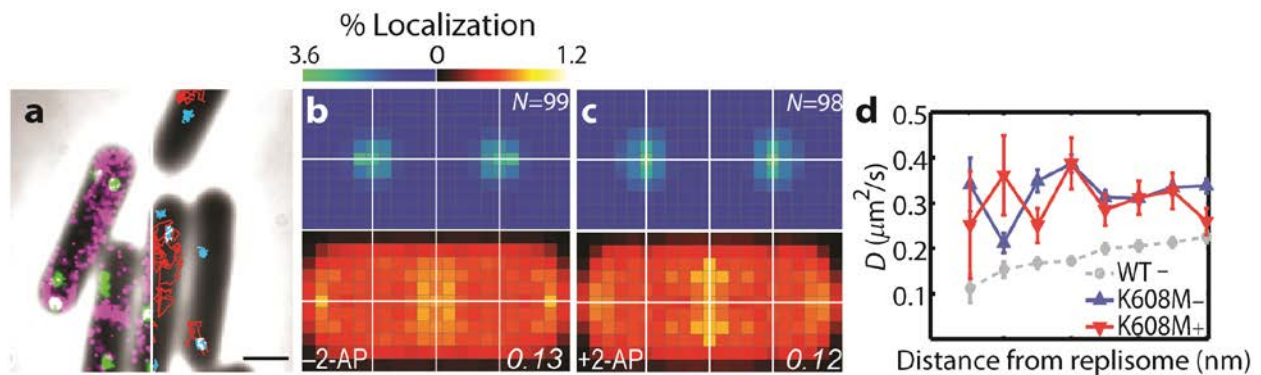 % Localization
3.6 0 1.2
a
b
N=99
c
N=98
d
–2-AP
0.13
+2-AP
0.12
0.5
0.4
0.3
0.2
0.1
D (μm²/s)
WT –
K608M–
K608M+
Distance from replisome (nm)